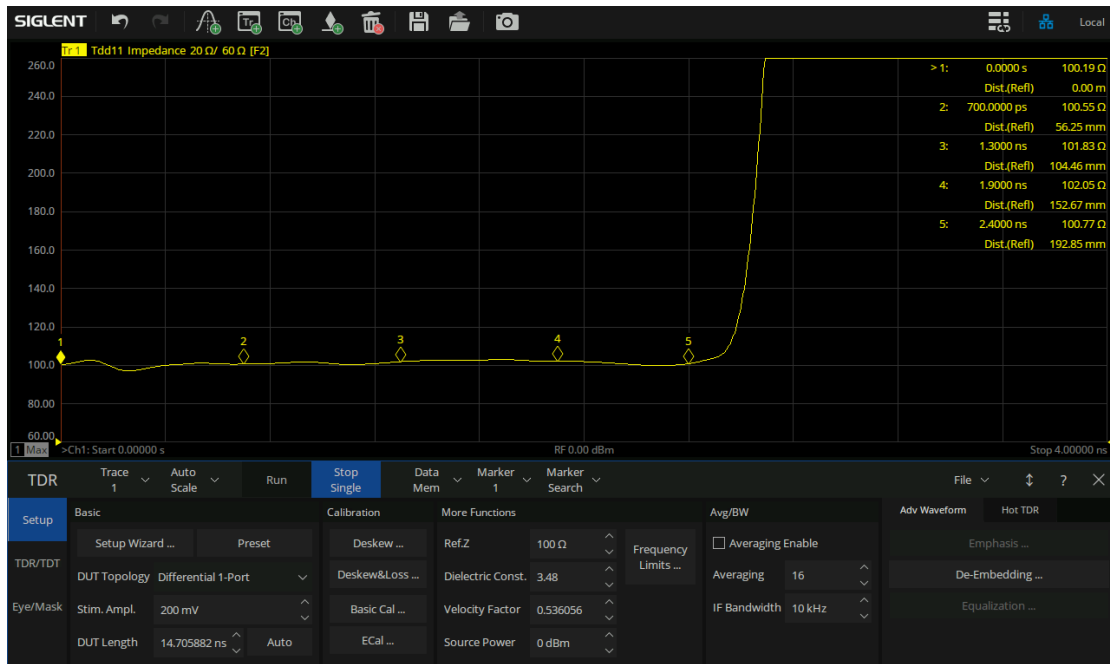 SIGLENT Tr Ch Local
Tr 1 Tdd11 Impedance 20 Ω/ 60 Ω [F2]
260.0
240.0
220.0
200.0
180.0
160.0
140.0
120.0
100.0
80.00
60.00
> 1: 0.0000 s 100.19 Ω
Dist.(Refl) 0.00 m
2: 700.0000 ps 100.55 Ω
Dist.(Refl) 56.25 mm
3: 1.3000 ns 101.83 Ω
Dist.(Refl) 104.46 mm
4: 1.9000 ns 102.05 Ω
Dist.(Refl) 152.67 mm
5: 2.4000 ns 100.77 Ω
Dist.(Refl) 192.85 mm
1 2 3 4 5
1 Max >Ch1: Start 0.00000 s RF 0.00 dBm Stop 4.00000 ns
TDR Trace 1 Auto Scale Run Stop Single Data Mem Marker 1 Marker Search File ?
Setup
TDR/TDT
Eye/Mask
Basic
Setup Wizard ... Preset
DUT Topology Differential 1-Port
Stim. Ampl. 200 mV
DUT Length 14.705882 ns Auto
Calibration
Deskew ...
Deskew&Loss ...
Basic Cal ...
ECal ...
More Functions
Ref.Z 100 Ω
Dielectric Const. 3.48
Velocity Factor 0.536056
Source Power 0 dBm
Frequency
Limits ...
Avg/BW
Averaging Enable
Averaging 16
IF Bandwidth 10 kHz
Adv Waveform Hot TDR
Emphasis ...
De-Embedding ...
Equalization ...